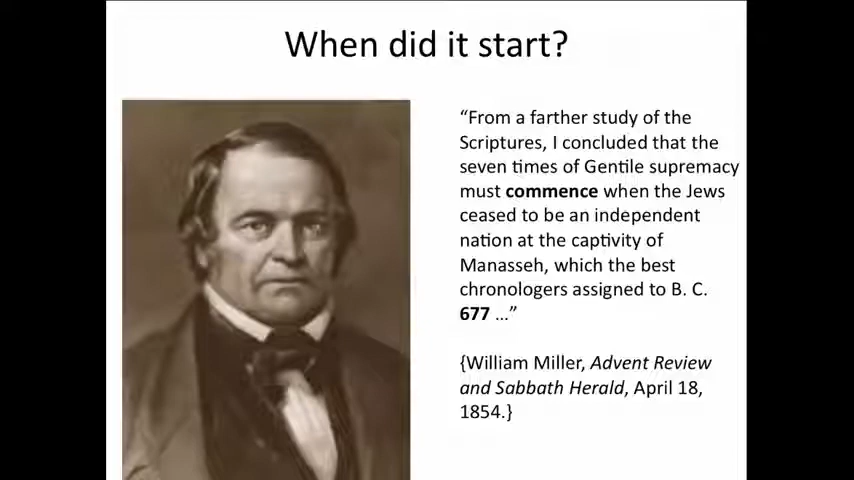 When did it start?
“From a farther study of the
Scriptures, I concluded that the
seven times of Gentile supremacy
must commence when the Jews
ceased to be an independent
nation at the captivity of
Manasseh, which the best
chronologers assigned to B. C.
677 …”
{William Miller, Advent Review
and Sabbath Herald, April 18,
1854.}